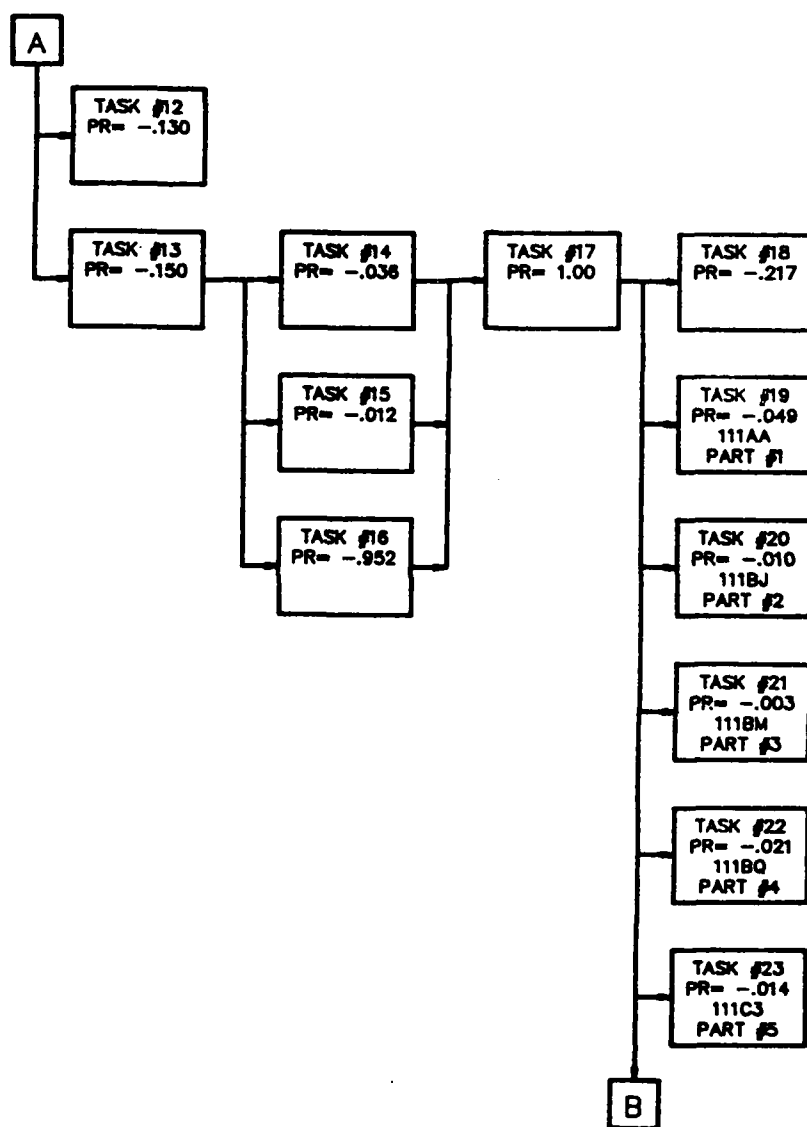 A
TASK #12
PR= -.130
TASK #13
PR= -.150
TASK #14
PR= -.036
TASK #17
PR= 1.00
TASK #18
PR= -.217
TASK #15
PR= -.012
TASK #19
PR= -.049
111AA
PART #1
TASK #16
PR= -.952
TASK #20
PR= -.010
111BJ
PART #2
TASK #21
PR= -.003
111BM
PART #3
TASK #22
PR= -.021
111BQ
PART #4
TASK #23
PR= -.014
111C3
PART #5
B